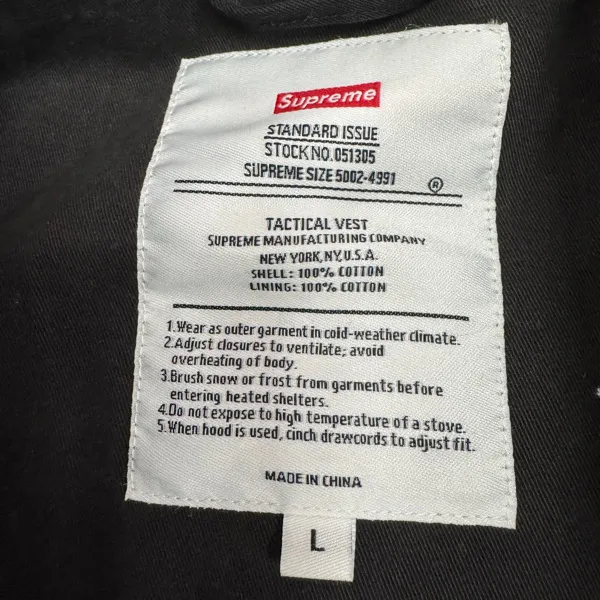 Supreme
STANDARD ISSUE
STOCK NO.051305
SUPREME SIZE 5002-4991
®
TACTICAL VEST
SUPREME MANUFACTURING COMPANY
NEW YORK,NY,U.S.A.
SHELL: 100% COTTON
LINING: 100% COTTON
1.Wear as outer garment in cold-weather climate.
2.Adjust closures to ventilate; avoid
overheating of body.
3.Brush snow or frost from garments before
entering heated shelters.
4.Do not expose to high temperature of a stove.
5.When hood is used, cinch drawcords to adjust fit.
MADE IN CHINA
L